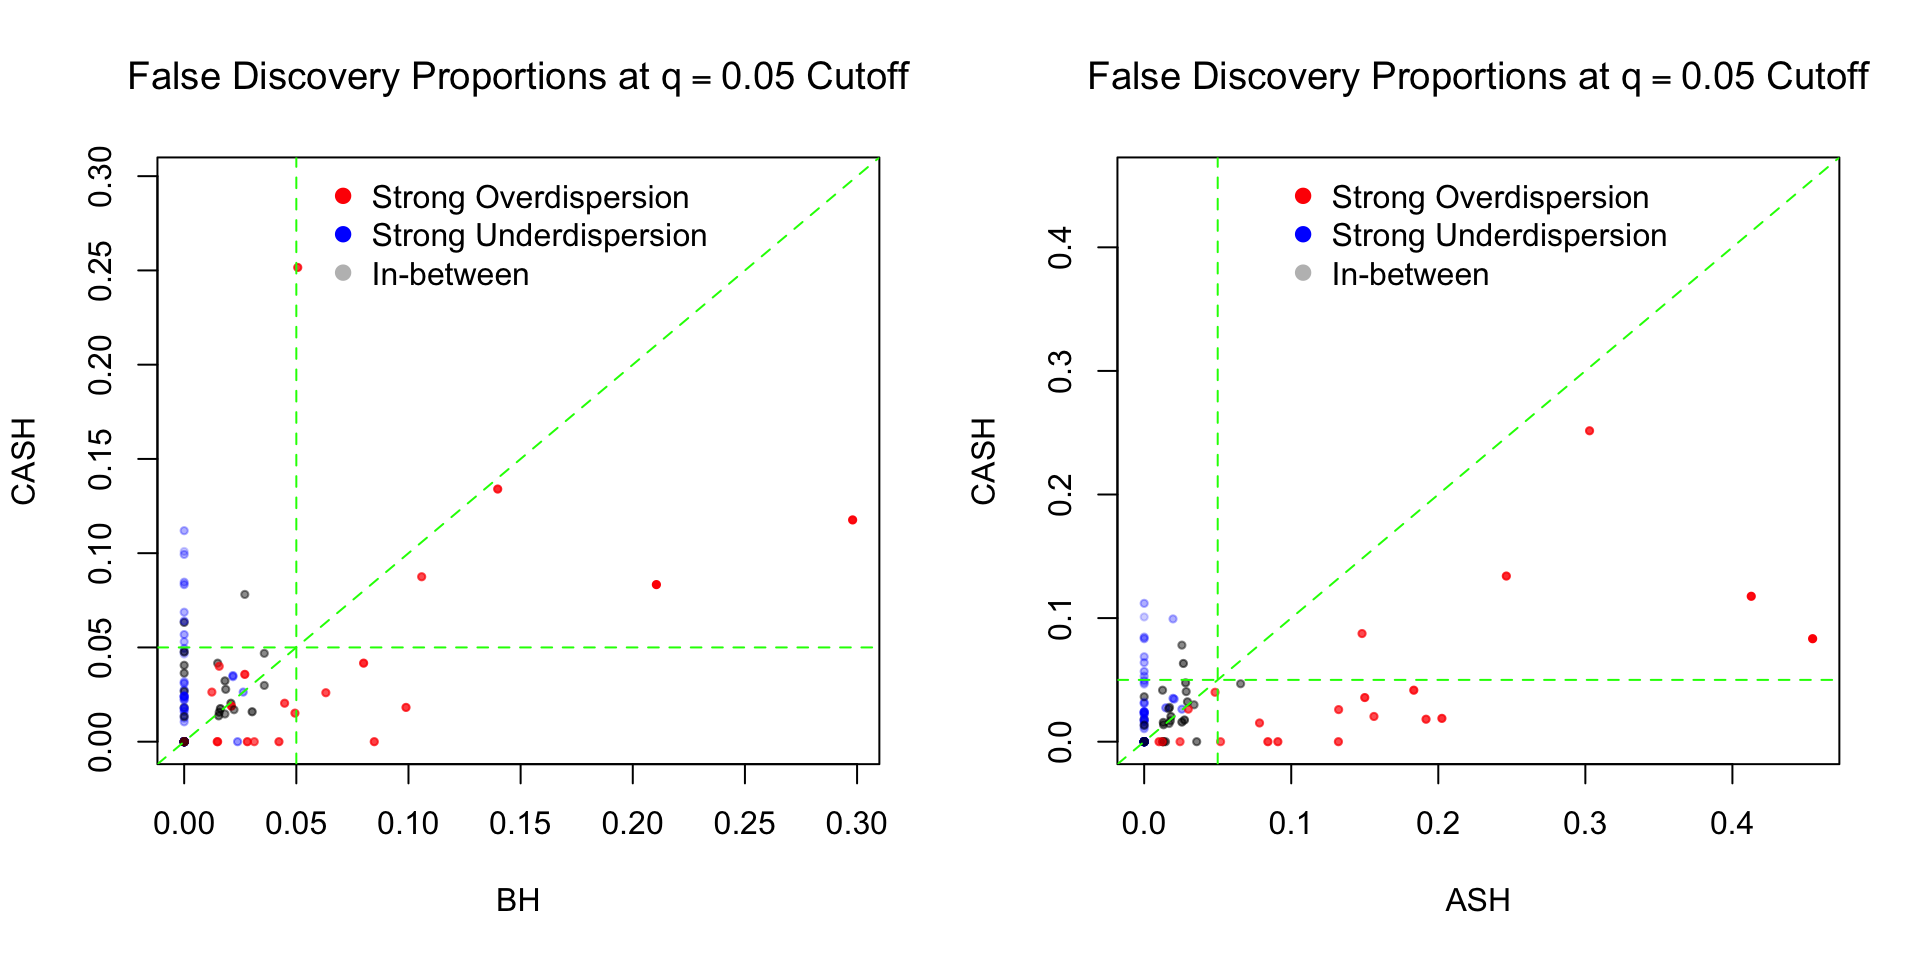 False Discovery Proportions at q = 0.05 Cutoff
CASH
0.30
0.25
0.20
0.15
0.10
0.05
0.00
Strong Overdispersion
Strong Underdispersion
In-between
0.00 0.05 0.10 0.15 0.20 0.25 0.30
BH
False Discovery Proportions at q = 0.05 Cutoff
CASH
0.4
0.3
0.2
0.1
0.0
Strong Overdispersion
Strong Underdispersion
In-between
0.0 0.1 0.2 0.3 0.4
ASH